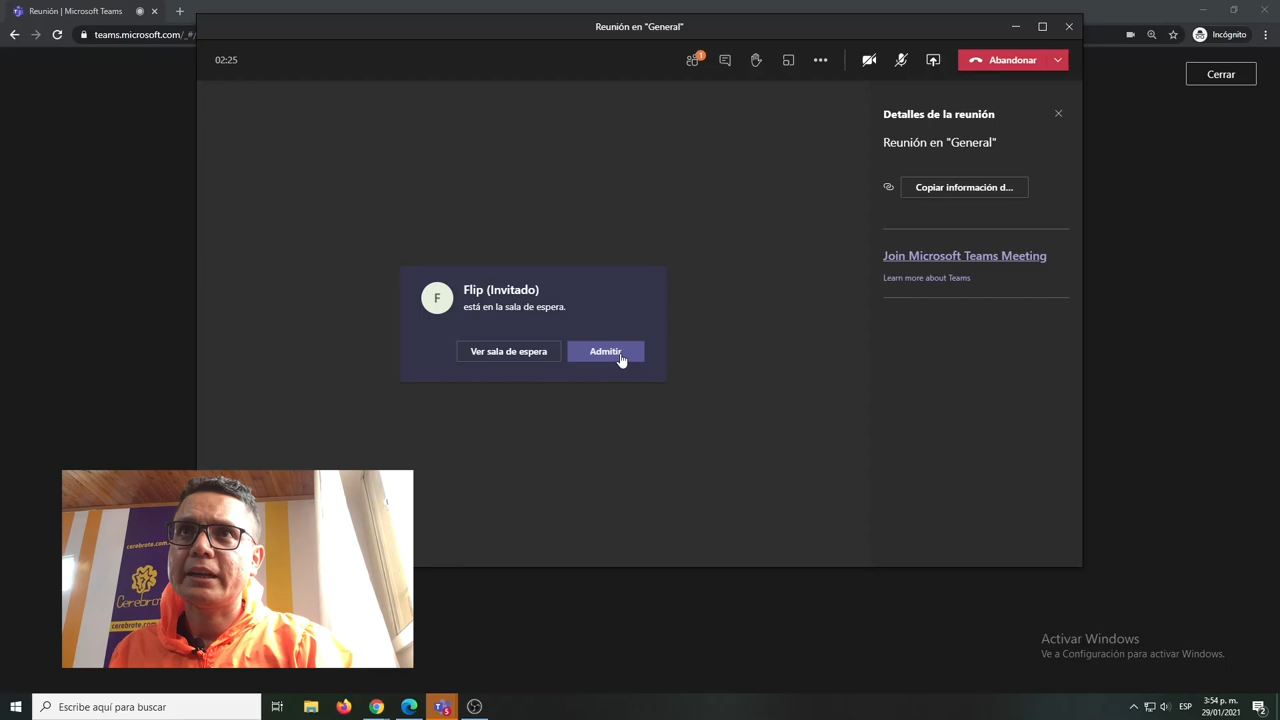 Reunión | Microsoft Teams
teams.microsoft.com/_#/
Incógnito
Reunión en "General"
02:25
1
Abandonar
Cerrar
Detalles de la reunión
Reunión en "General"
Copiar información d...
Join Microsoft Teams Meeting
Learn more about Teams
F
Flip (Invitado)
está en la sala de espera.
Ver sala de espera
Admitir
cerebrote.com
Cerebrote
cerebrote.com
Activar Windows
Ve a Configuración para activar Windows.
Escribe aquí para buscar
ESP
3:54 p. m.
29/01/2021
2